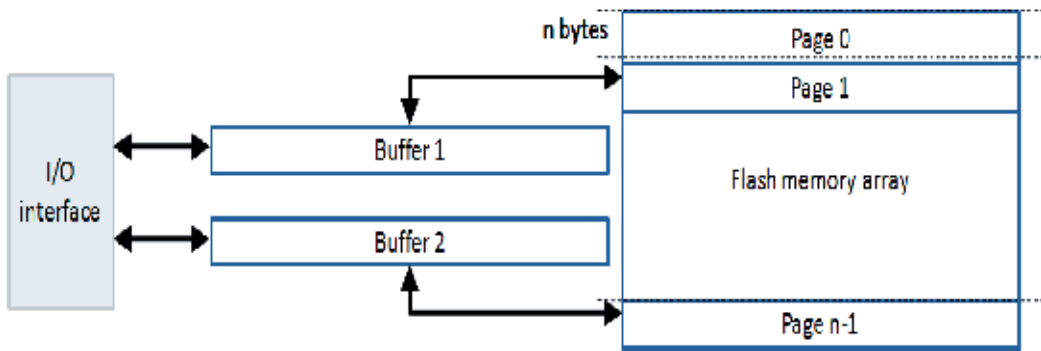 n bytes
Page 0
Page 1
Buffer 1
I/O
interface
Flash memory array
Buffer 2
Page n-1